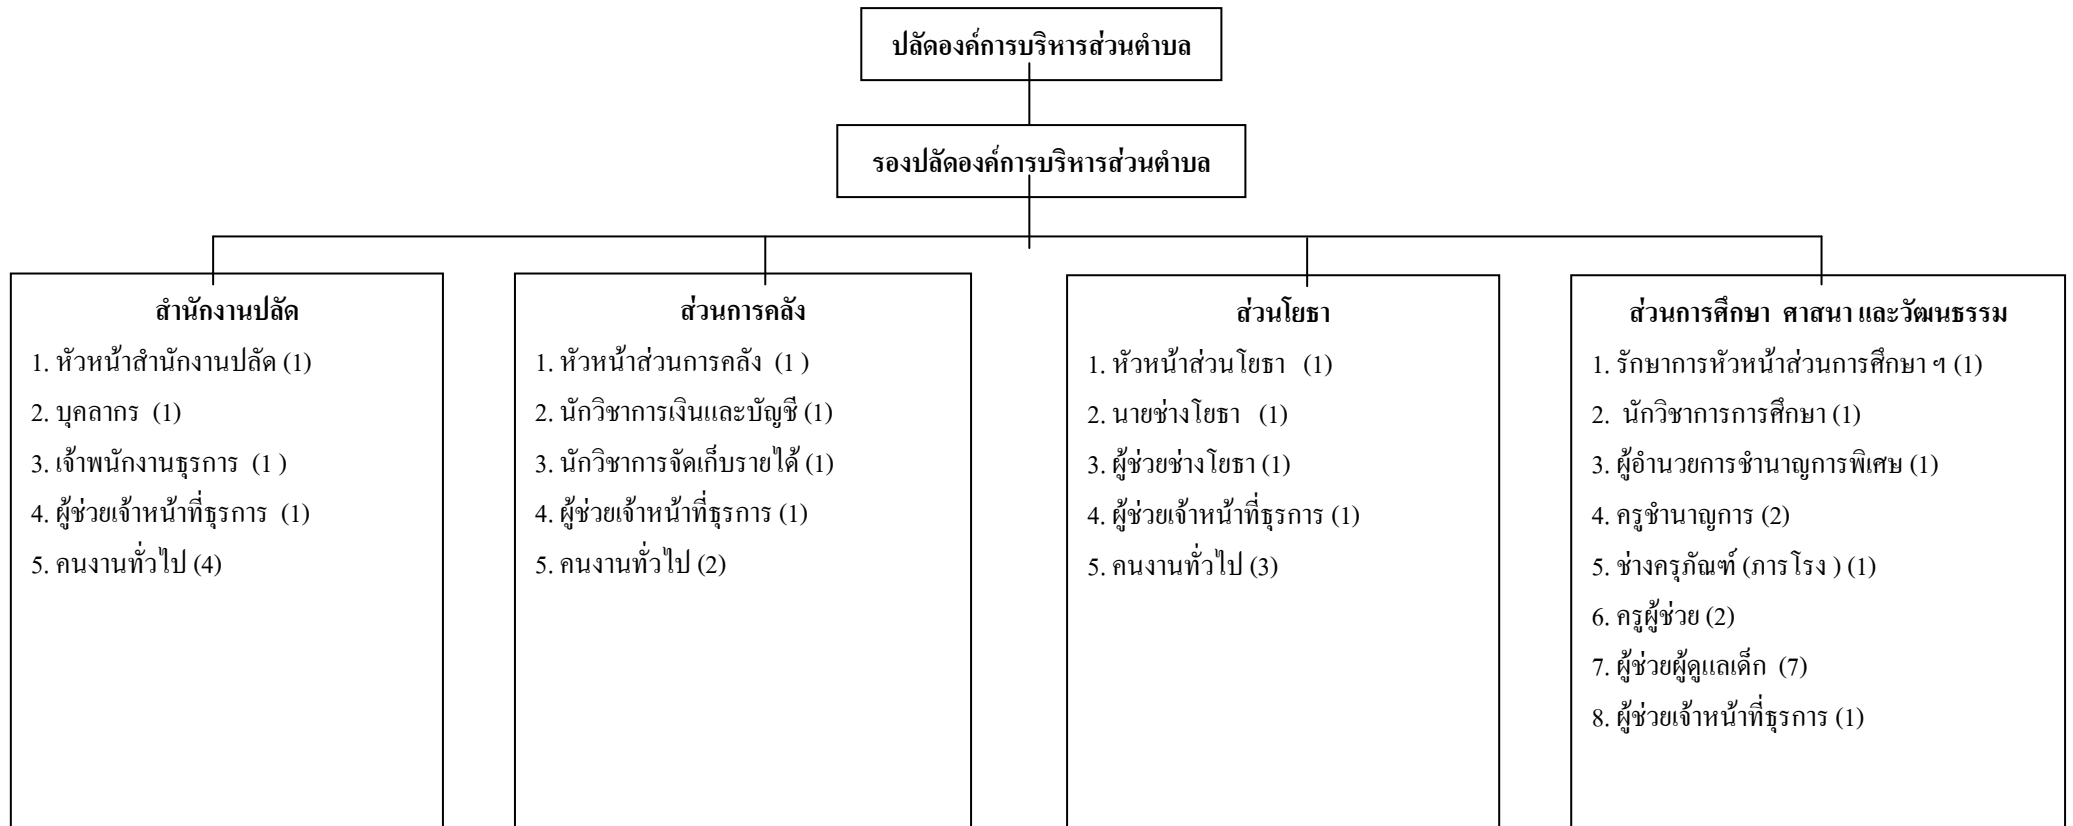 ปลัดองค์การบริหารส่วนตำบล
รองปลัดองค์การบริหารส่วนตำบล
สำนักงานปลัด
1. หัวหน้าสำนักงานปลัด (1)
2. บุคลากร (1)
3. เจ้าพนักงานธุรการ (1 )
4. ผู้ช่วยเจ้าหน้าที่ธุรการ (1)
5. คนงานทั่วไป (4)
ส่วนการคลัง
1. หัวหน้าส่วนการคลัง (1 )
2. นักวิชาการเงินและบัญชี (1)
3. นักวิชาการจัดเก็บรายได้ (1)
4. ผู้ช่วยเจ้าหน้าที่ธุรการ (1)
5. คนงานทั่วไป (2)
ส่วนโยธา
1. หัวหน้าส่วนโยธา (1)
2. นายช่างโยธา (1)
3. ผู้ช่วยช่างโยธา (1)
4. ผู้ช่วยเจ้าหน้าที่ธุรการ (1)
5. คนงานทั่วไป (3)
ส่วนการศึกษา ศาสนา และวัฒนธรรม
1. รักษาการหัวหน้าส่วนการศึกษา ฯ (1)
2. นักวิชาการการศึกษา (1)
3. ผู้อำนวยการชำนาญการพิเศษ (1)
4. ครูชำนาญการ (2)
5. ช่างครุภัณฑ์ (ภารโรง ) (1)
6. ครูผู้ช่วย (2)
7. ผู้ช่วยผู้ดูแลเด็ก (7)
8. ผู้ช่วยเจ้าหน้าที่ธุรการ (1)